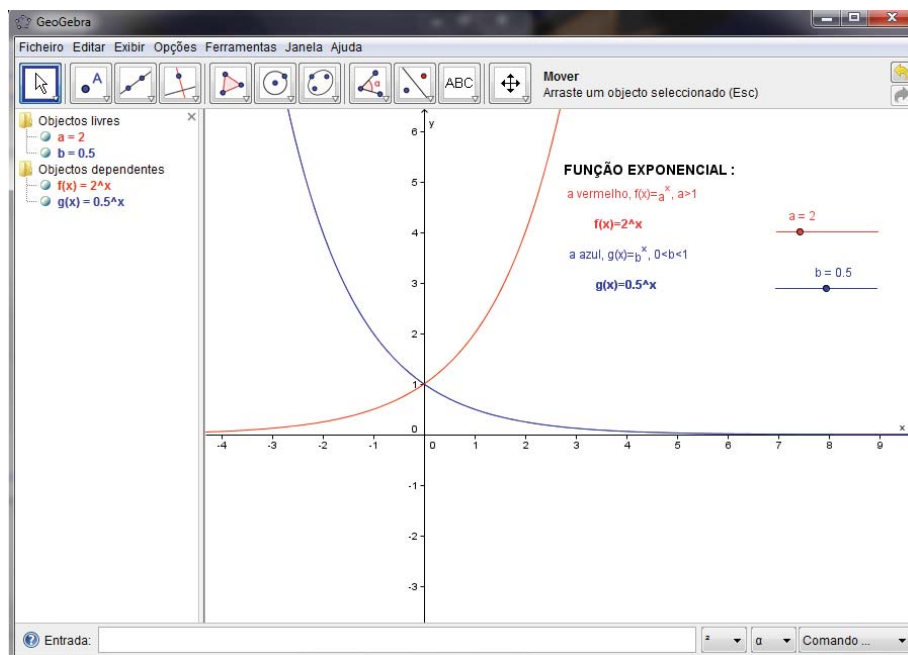 GeoGebra
Ficheiro Editar Exibir Opções Ferramentas Janela Ajuda
A
α
ABC
Mover
Arraste um objecto seleccionado (Esc)
Objectos livres
a = 2
b = 0.5
Objectos dependentes
f(x) = 2^x
g(x) = 0.5^x
FUNÇÃO EXPONENCIAL :
a vermelho, f(x)=a^x, a>1
f(x)=2^x
a = 2
a azul, g(x)=b^x, 0<b<1
b = 0.5
g(x)=0.5^x
y
6
5
4
3
2
1
0
-4 -3 -2 -1 0 1 2 3 4 5 6 7 8 9
x
-1
-2
-3
Entrada:
² α Comando ...